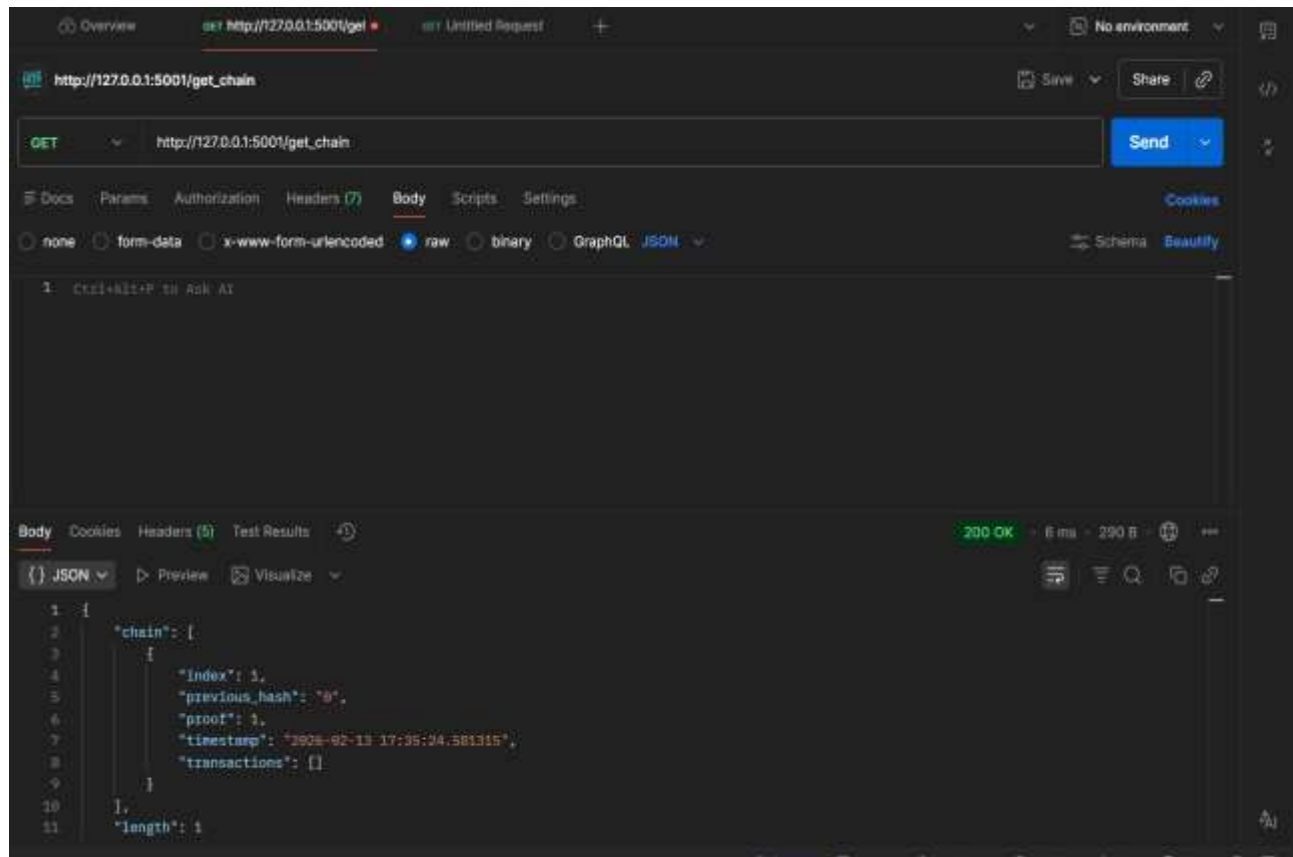 Overview GET http://127.0.0.1:5001/get GET Untitled Request + No environment
http://127.0.0.1:5001/get_chain Save Share
GET http://127.0.0.1:5001/get_chain Send
Docs Params Authorization Headers (7) Body Scripts Settings Cookies
none form-data x-www-form-urlencoded raw binary GraphQL JSON Schema Beautify
1 Ctrl+Alt+P to Ask AI
Body Cookies Headers (5) Test Results 200 OK 6 ms 290 B
{} JSON Preview Visualize
1 {
2 "chain": [
3 {
4 "index": 1,
5 "previous_hash": "0",
6 "proof": 1,
7 "timestamp": "2026-02-13 17:35:24.581315",
8 "transactions": []
9 }
10 ],
11 "length": 1